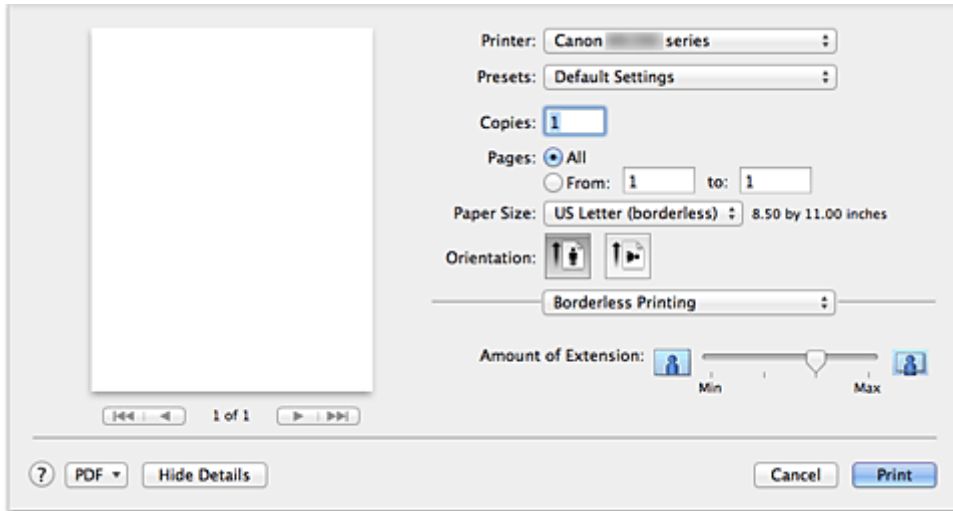 Printer: Canon series
Presets: Default Settings
Copies: 1
Pages: All
From: 1 to: 1
Paper Size: US Letter (borderless) 8.50 by 11.00 inches
Orientation:
Borderless Printing
Amount of Extension:
Min Max
1 of 1
? PDF Hide Details Cancel Print